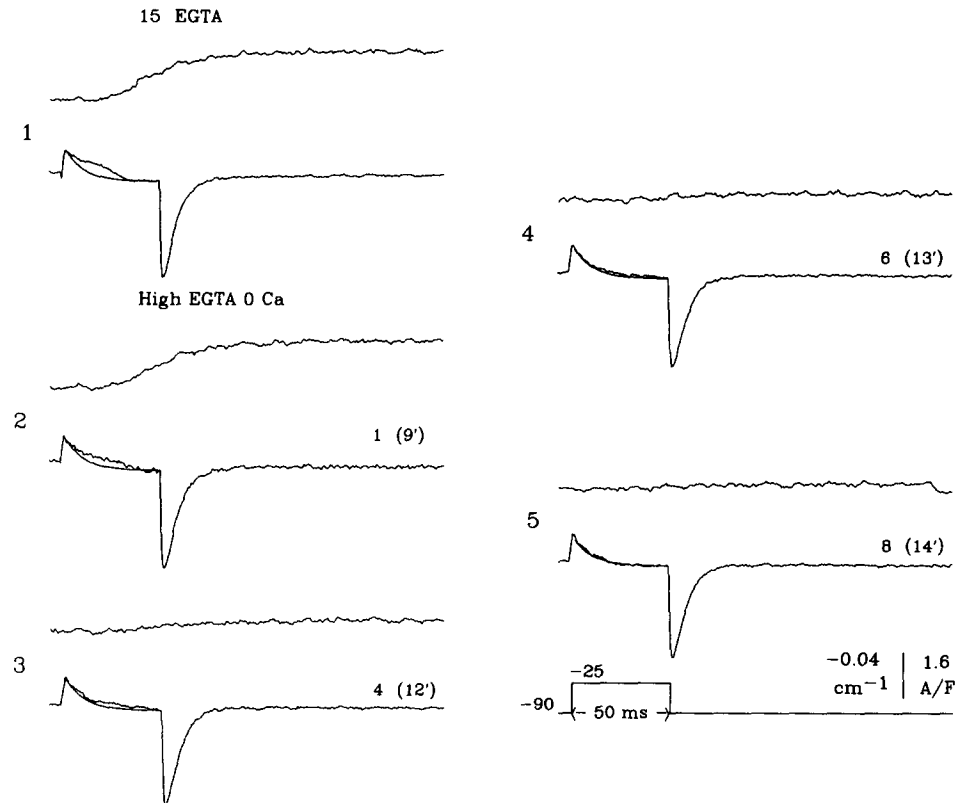 15 EGTA
1
High EGTA 0 Ca
2
1 (9')
3
4 (12')
4
6 (13')
5
8 (14')
-25
-90
50 ms
-0.04
cm⁻¹
1.6
A/F